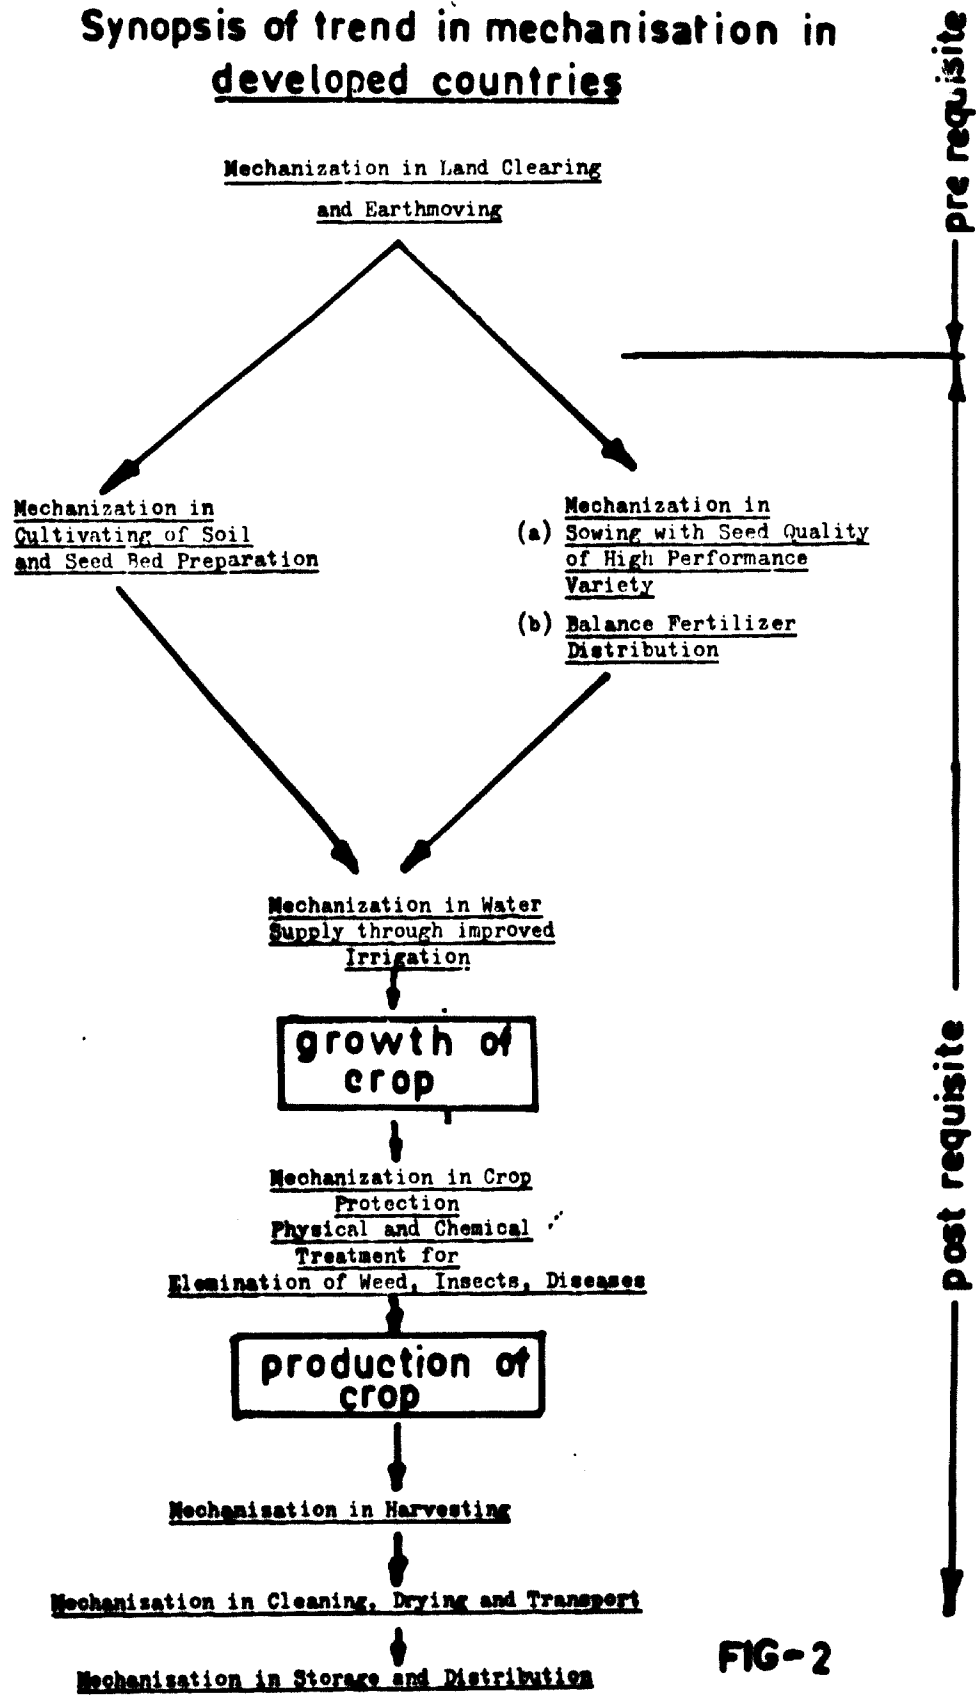 Synopsis of trend in mechanisation in
developed countries
pre requisite
Mechanization in Land Clearing
and Earthmoving
Mechanization in
Cultivating of Soil
and Seed Bed Preparation
Mechanization in
(a) Sowing with Seed Quality
of High Performance
Variety
(b) Balance Fertilizer
Distribution
Mechanization in Water
Supply through improved
Irrigation
growth of
crop
post requisite
Mechanization in Crop
Protection
Physical and Chemical
Treatment for
Elemination of Weed, Insects, Diseases
production of
crop
Mechanisation in Harvesting
Mechanisation in Cleaning, Drying and Transport
Mechanisation in Storage and Distribution
FIG-2